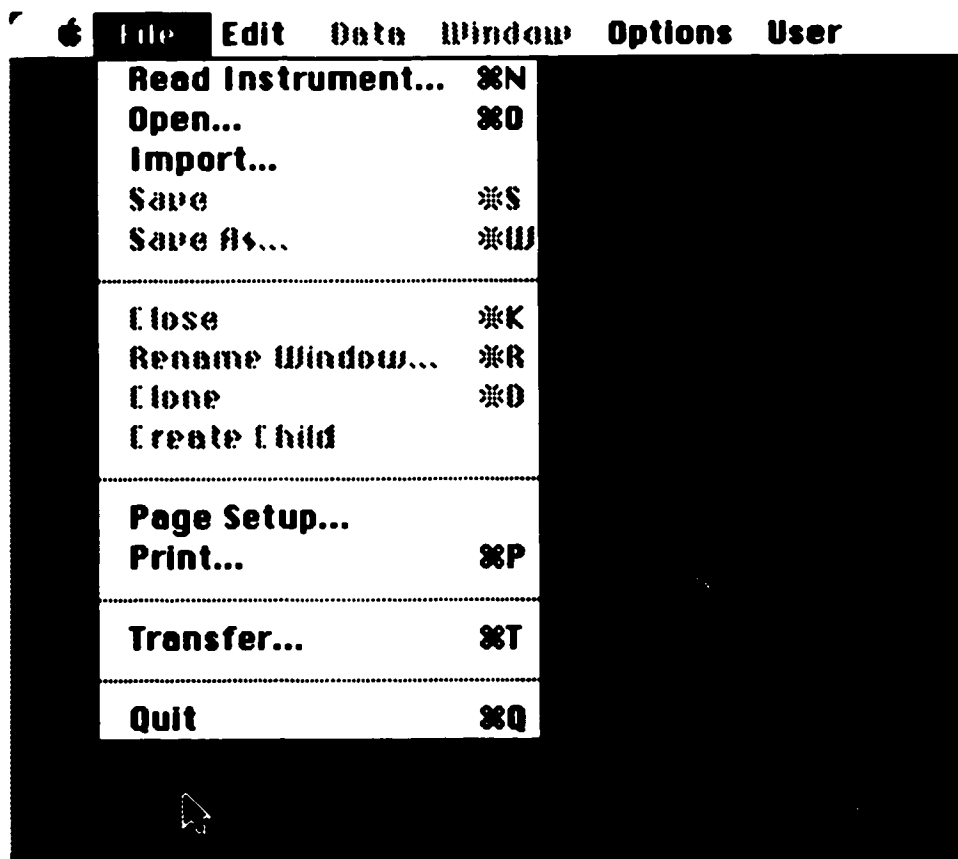 File Edit Data Window Options User
Read Instrument... ⌘N
Open... ⌘O
Import...
Save ⌘S
Save As... ⌘W
Close ⌘K
Rename Window... ⌘R
Clone ⌘D
Create Child
Page Setup...
Print... ⌘P
Transfer... ⌘T
Quit ⌘Q